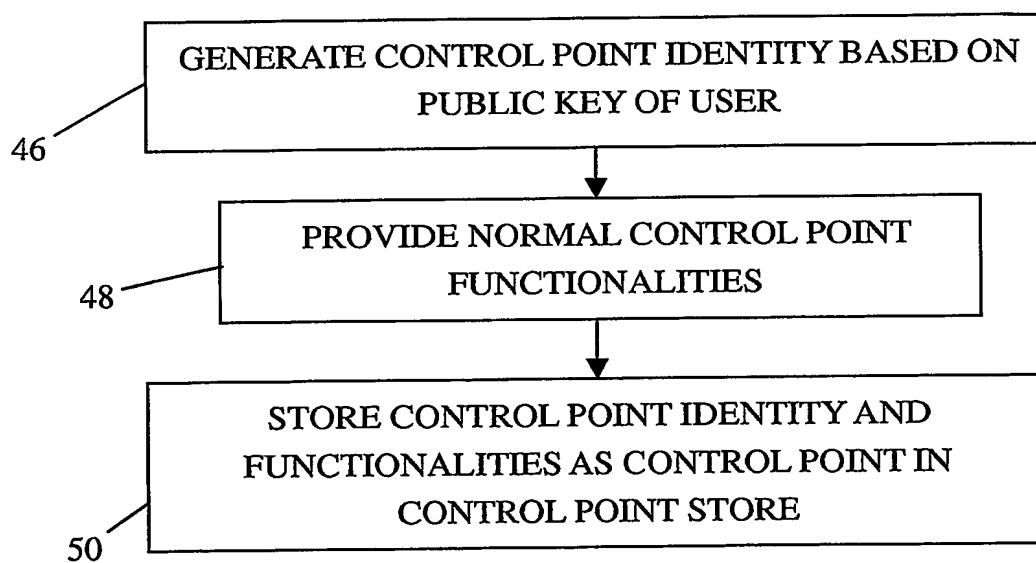 GENERATE CONTROL POINT IDENTITY BASED ON
PUBLIC KEY OF USER
46
PROVIDE NORMAL CONTROL POINT
FUNCTIONALITIES
48
STORE CONTROL POINT IDENTITY AND
FUNCTIONALITIES AS CONTROL POINT IN
CONTROL POINT STORE
50